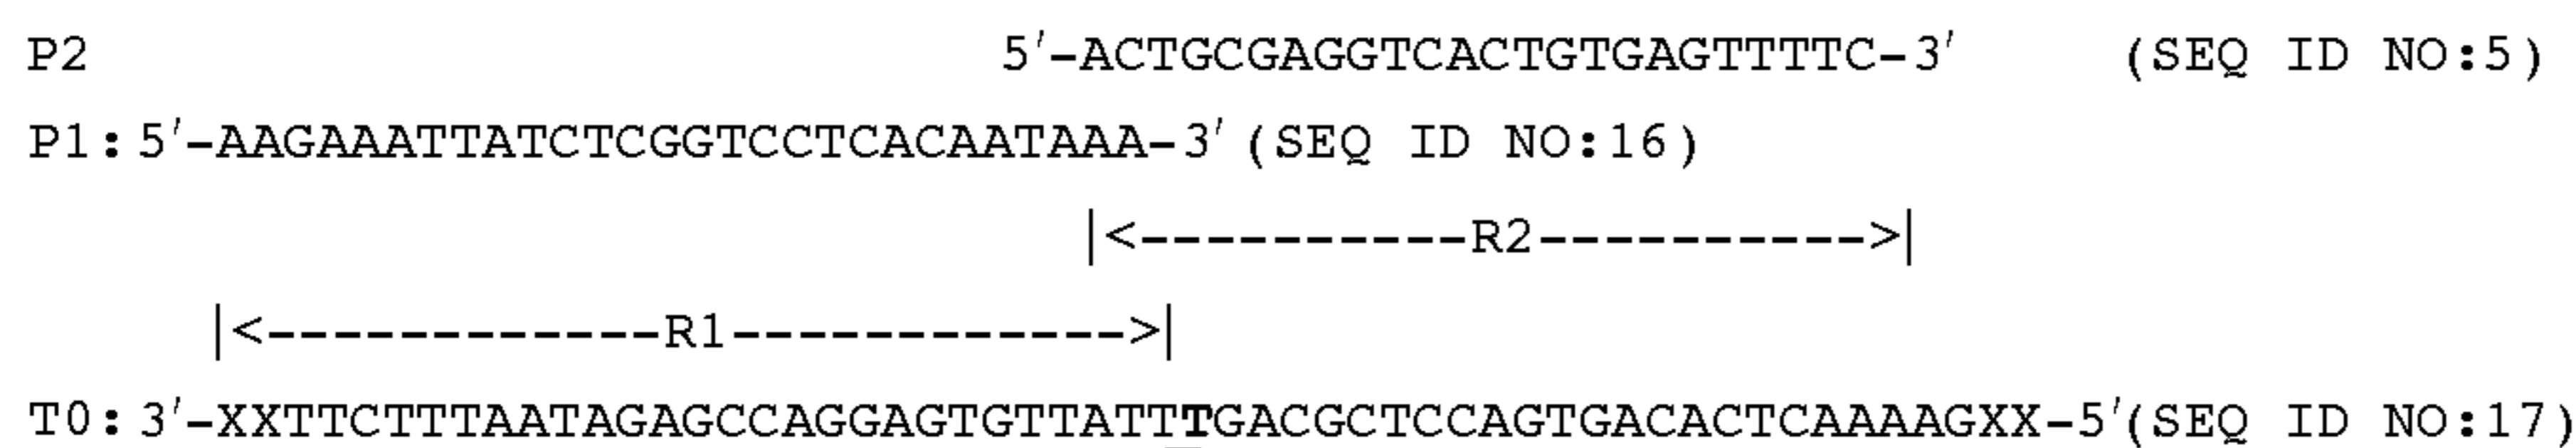 P2 5'-ACTGCGAGGTCACTGTGAGTTTTC-3' (SEQ ID NO:5)
P1: 5'-AAGAAATTATCTCGGTCCTCACAATAAA-3' (SEQ ID NO:16)
|<----------R2---------->|
|<------------R1------------>|
T0: 3'-XXTTCTTTAATAGAGCCAGGAGTGTTATTTGACGCTCCAGTGACACTCAAAAGXX-5' (SEQ ID NO:17)